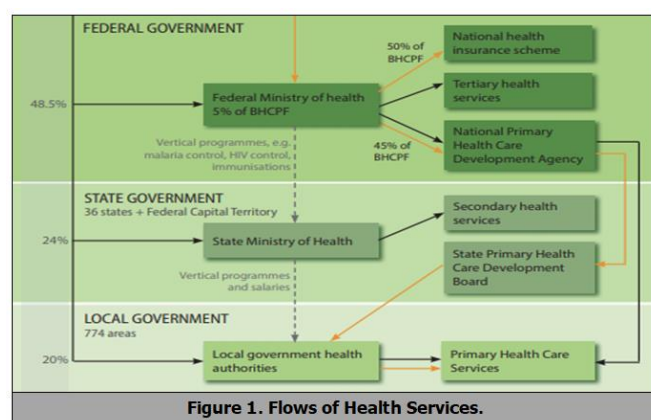 FEDERAL GOVERNMENT
50% of
BHCPF
National health
insurance scheme
48.5%
Federal Ministry of health
5% of BHCPF
Tertiary health
services
Vertical programmes, e.g.
malaria control, HIV control,
immunisations
45% of
BHCPF
National Primary
Health Care
Development Agency
STATE GOVERNMENT
36 states + Federal Capital Territory
Secondary health
services
24%
State Ministry of Health
Vertical programmes
and salaries
State Primary Health
Care Development
Board
LOCAL GOVERNMENT
774 areas
20%
Local government health
authorities
Primary Health Care
Services
Figure 1. Flows of Health Services.